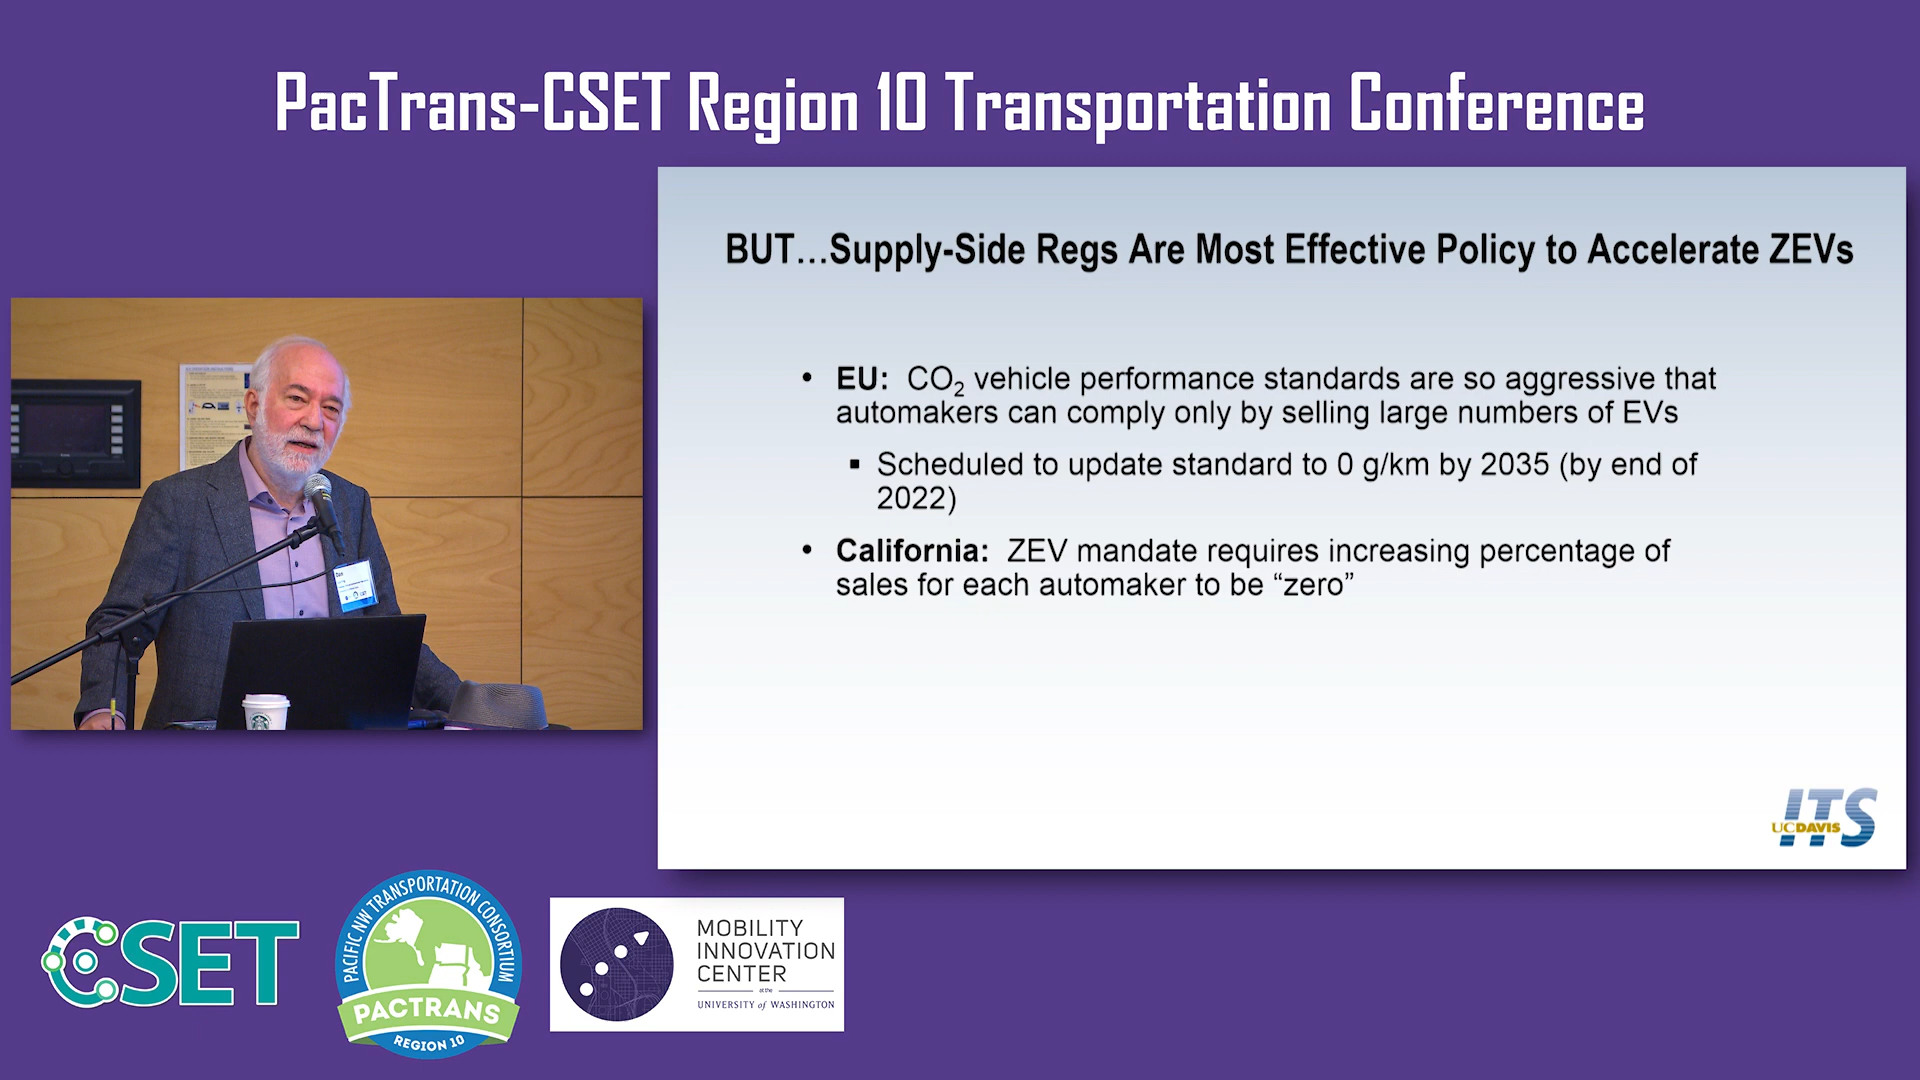 PacTrans-CSET Region 10 Transportation Conference
BUT…Supply-Side Regs Are Most Effective Policy to Accelerate ZEVs
• EU: CO₂ vehicle performance standards are so aggressive that
automakers can comply only by selling large numbers of EVs
▪ Scheduled to update standard to 0 g/km by 2035 (by end of
2022)
• California: ZEV mandate requires increasing percentage of
sales for each automaker to be “zero”
ITS
UCDAVIS
Dan
CSET
PACIFIC NW TRANSPORTATION CONSORTIUM
PACTRANS
REGION 10
MOBILITY
INNOVATION
CENTER
at the
UNIVERSITY of WASHINGTON